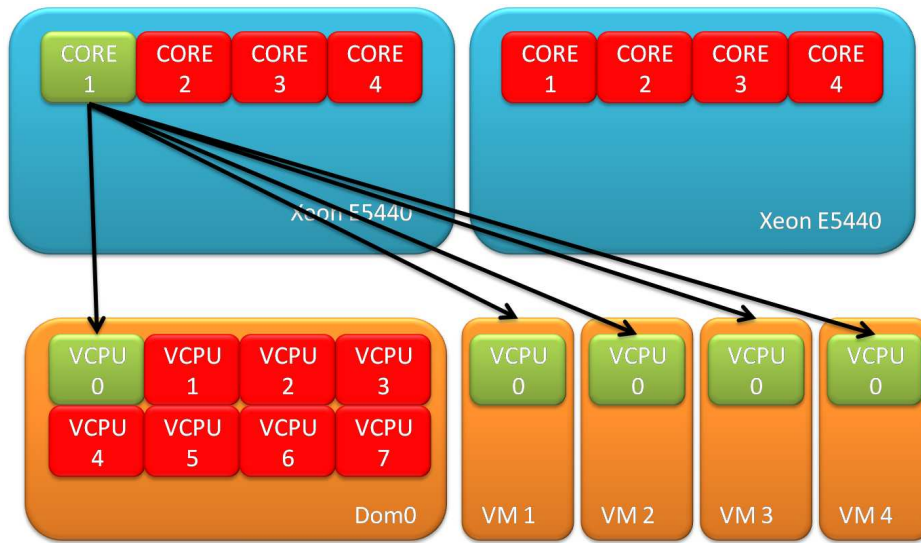 CORE 1
CORE 2
CORE 3
CORE 4
Xeon E5440
CORE 1
CORE 2
CORE 3
CORE 4
Xeon E5440
VCPU 0
VCPU 1
VCPU 2
VCPU 3
VCPU 4
VCPU 5
VCPU 6
VCPU 7
Dom0
VCPU 0
VM 1
VCPU 0
VM 2
VCPU 0
VM 3
VCPU 0
VM 4